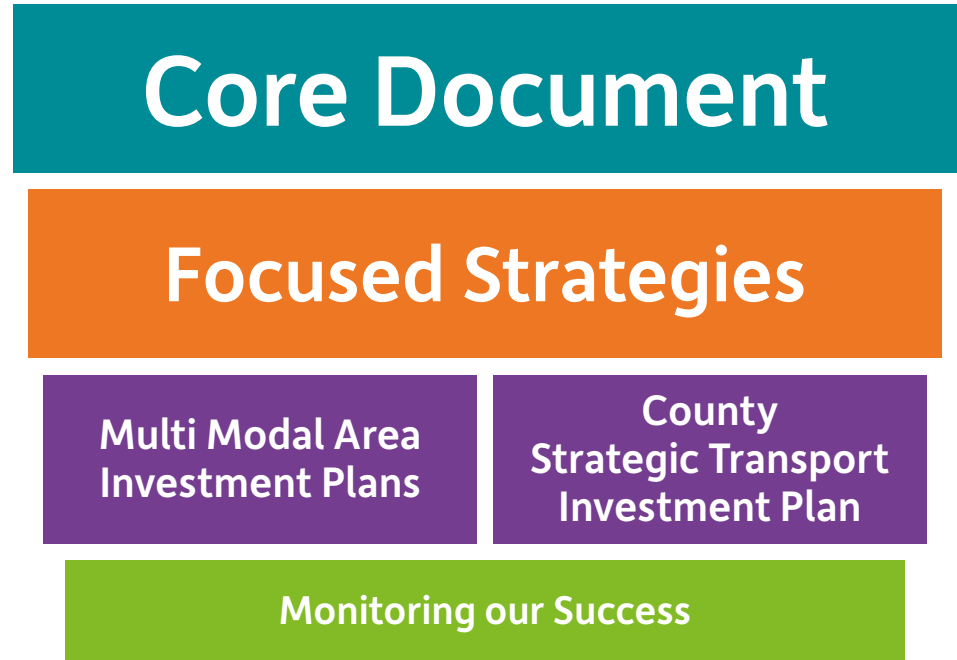 Core Document
Focused Strategies
Multi Modal Area
Investment Plans
County
Strategic Transport
Investment Plan
Monitoring our Success